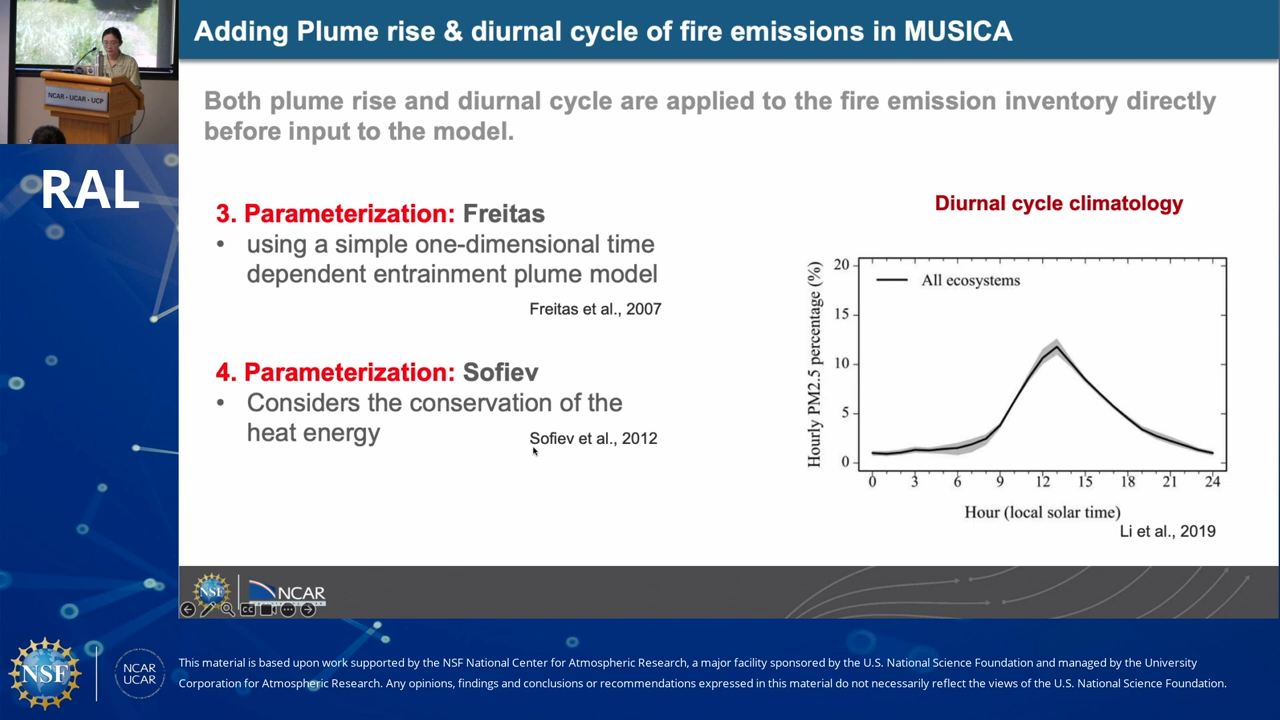 Adding Plume rise & diurnal cycle of fire emissions in MUSICA
NCAR • UCAR • UCP
RAL
Both plume rise and diurnal cycle are applied to the fire emission inventory directly
before input to the model.
3. Parameterization: Freitas
• using a simple one-dimensional time
dependent entrainment plume model
Freitas et al., 2007
4. Parameterization: Sofiev
• Considers the conservation of the
heat energy
Sofiev et al., 2012
Diurnal cycle climatology
Hourly PM2.5 percentage (%)
20
15
10
5
0
All ecosystems
0 3 6 9 12 15 18 21 24
Hour (local solar time)
Li et al., 2019
NSF
NCAR
CC
NSF
NCAR
UCAR
This material is based upon work supported by the NSF National Center for Atmospheric Research, a major facility sponsored by the U.S. National Science Foundation and managed by the University
Corporation for Atmospheric Research. Any opinions, findings and conclusions or recommendations expressed in this material do not necessarily reflect the views of the U.S. National Science Foundation.